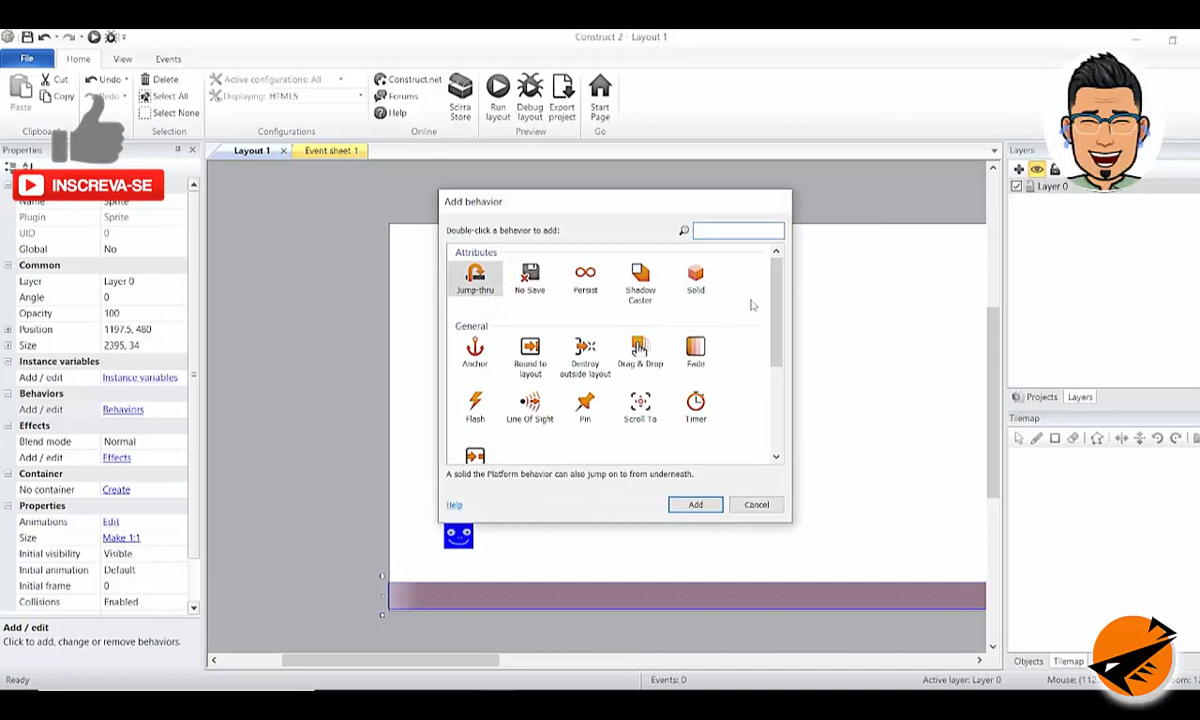 Construct 2 - Layout 1
File
Home
View
Events
Paste
Cut
Copy
Clipboard
Undo
Redo
Delete
Select All
Select None
Selection
Active configurations: All
Displaying: HTML5
Configurations
Construct.net
Forums
Help
Scirra
Store
Online
Run
layout
Debug
layout
Export
project
Preview
Start
Page
Go
Properties
INSCREVA-SE
Layout 1
Event sheet 1
Name Sprite
Plugin Sprite
UID 0
Global No
Common
Layer Layer 0
Angle 0
Opacity 100
Position 1197.5, 480
Size 2395, 34
Instance variables
Add / edit Instance variables
Behaviors
Add / edit Behaviors
Effects
Blend mode Normal
Add / edit Effects
Container
No container Create
Properties
Animations Edit
Size Make 1:1
Initial visibility Visible
Initial animation Default
Initial frame 0
Collisions Enabled
Add / edit
Click to add, change or remove behaviors.
Add behavior
Double-click a behavior to add:
Attributes
Jump-thru
No Save
Persist
Shadow
Caster
Solid
General
Anchor
Bound to
layout
Destroy
outside layout
Drag & Drop
Fade
Flash
Line Of Sight
Pin
Scroll To
Timer
A solid the Platform behavior can also jump on to from underneath.
Help
Add
Cancel
Layers
Layer 0
Projects
Layers
Tilemap
Objects
Tilemap
Ready
Events: 0
Active layer: Layer 0